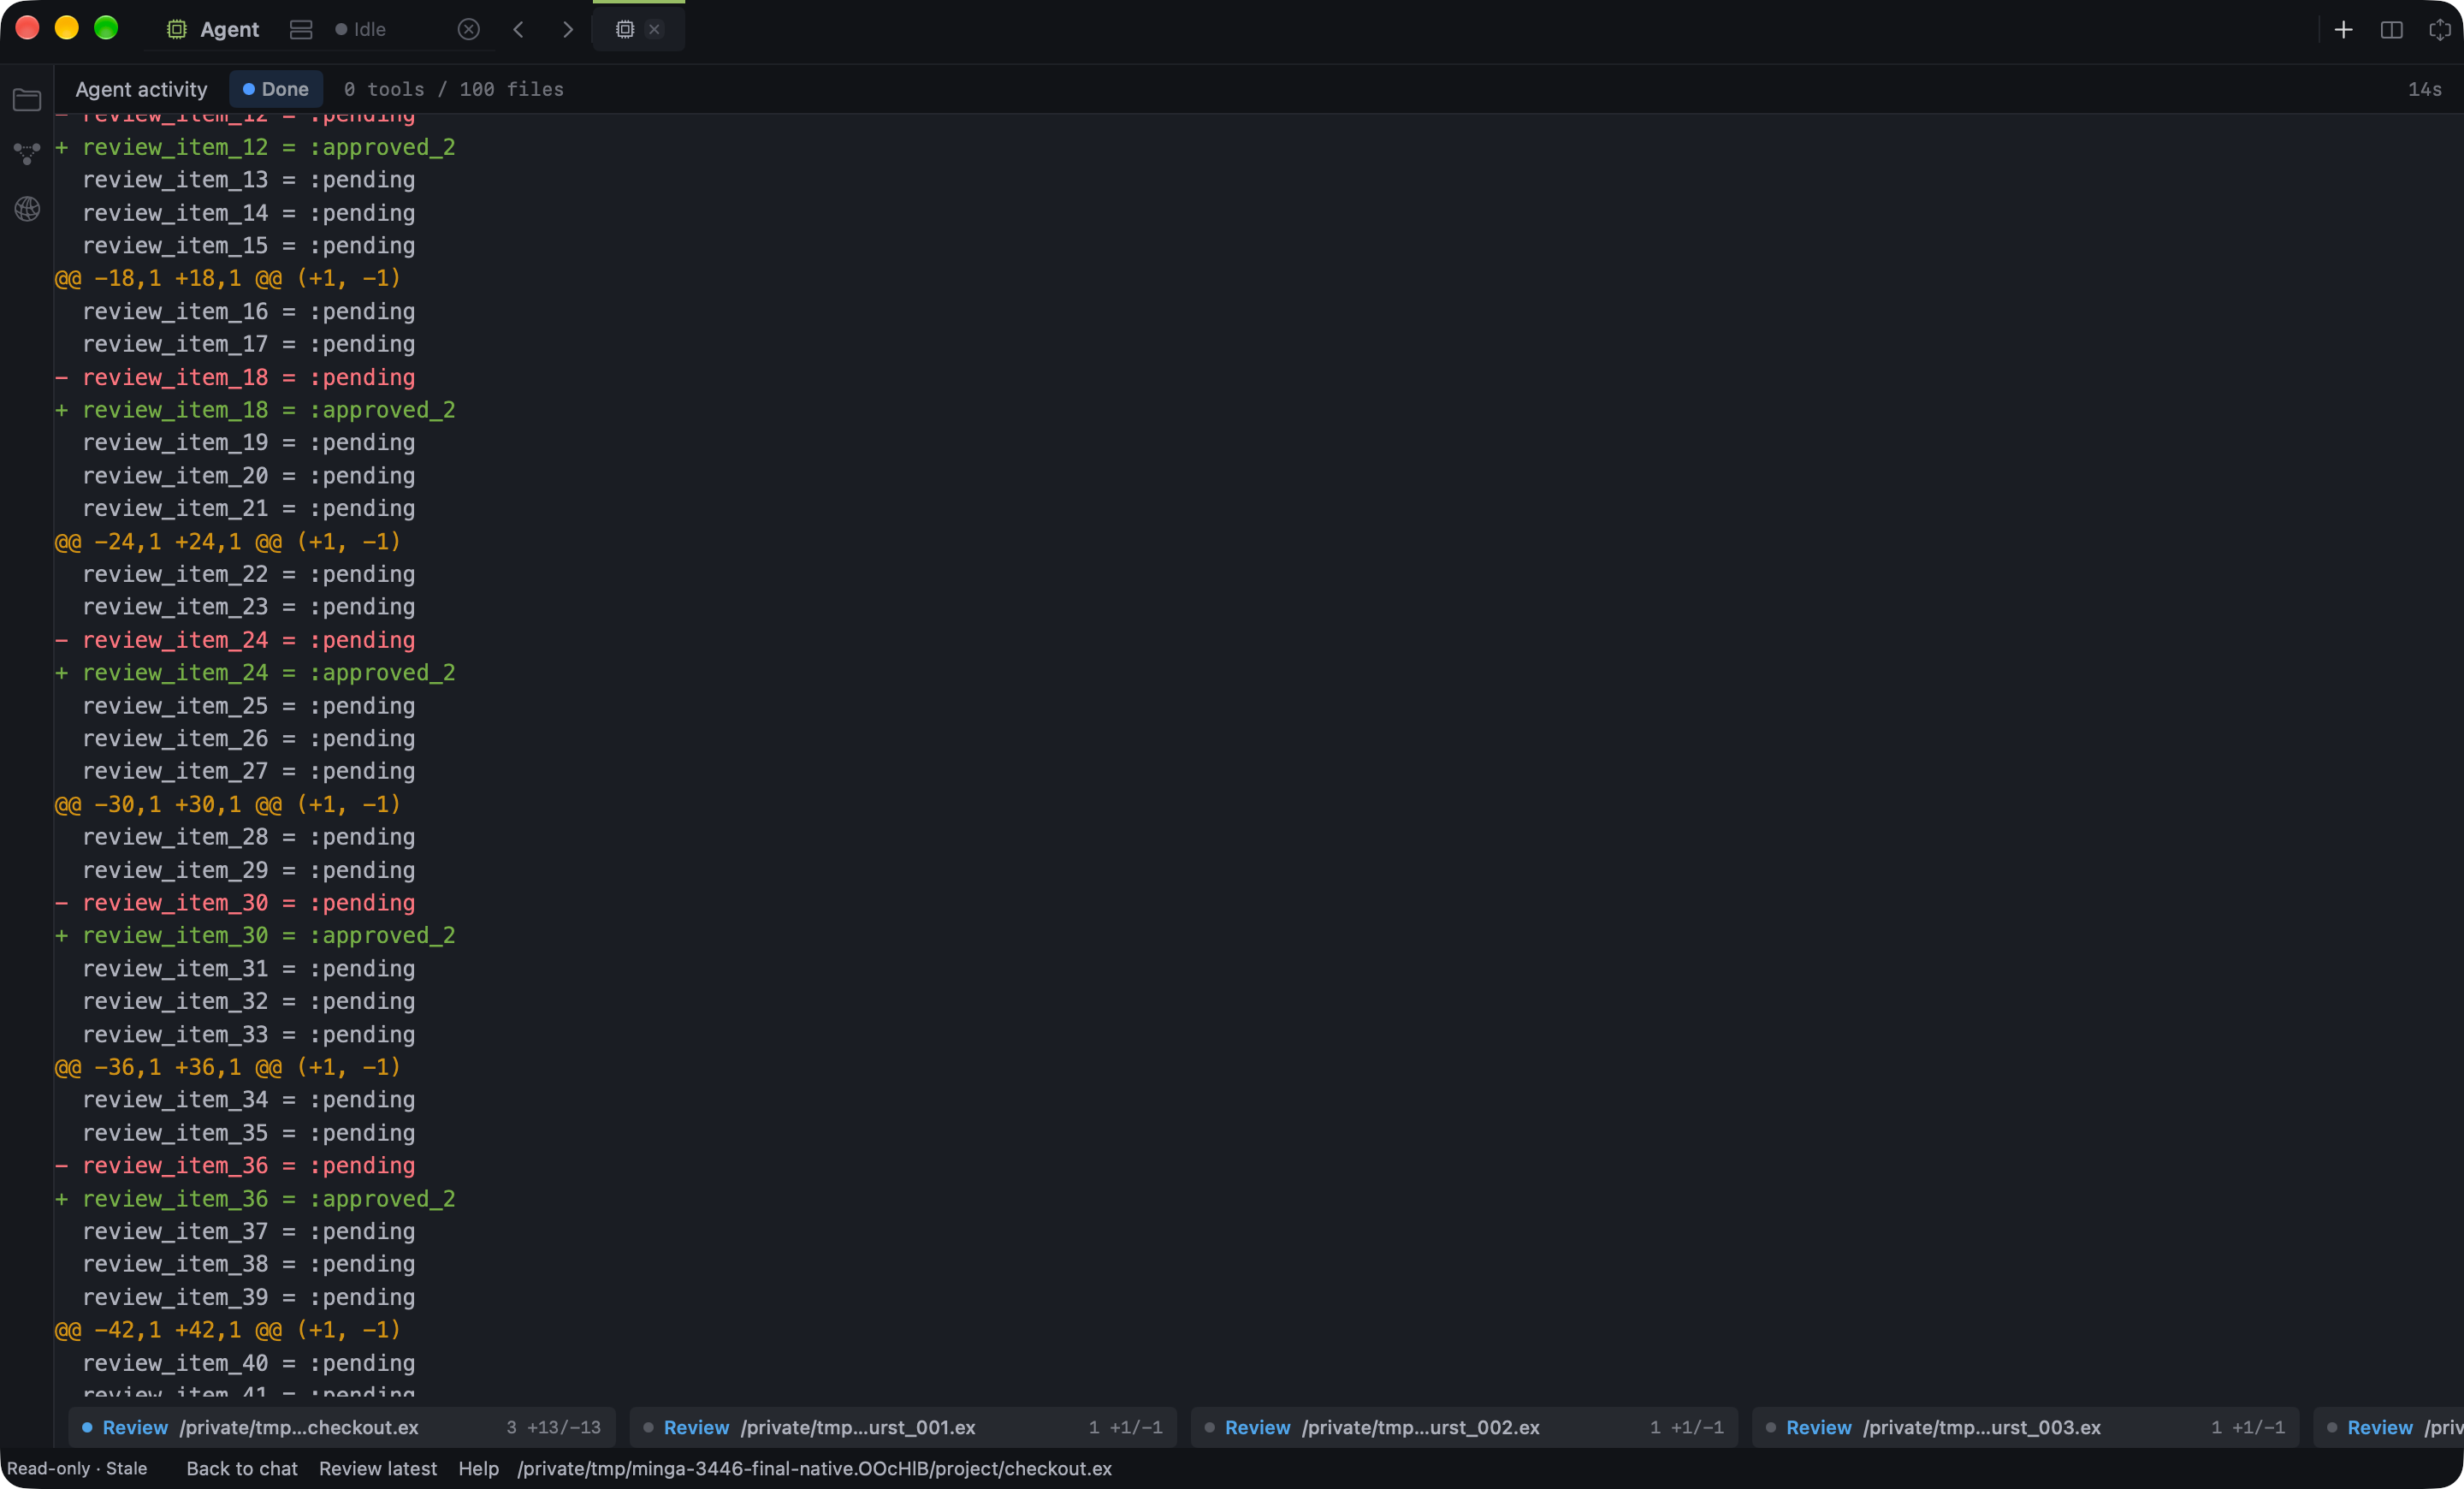 Agent Idle
Agent activity Done 0 tools / 100 files 14s
- review_item_12 = :pending
+ review_item_12 = :approved_2
review_item_13 = :pending
review_item_14 = :pending
review_item_15 = :pending
@@ -18,1 +18,1 @@ (+1, -1)
review_item_16 = :pending
review_item_17 = :pending
- review_item_18 = :pending
+ review_item_18 = :approved_2
review_item_19 = :pending
review_item_20 = :pending
review_item_21 = :pending
@@ -24,1 +24,1 @@ (+1, -1)
review_item_22 = :pending
review_item_23 = :pending
- review_item_24 = :pending
+ review_item_24 = :approved_2
review_item_25 = :pending
review_item_26 = :pending
review_item_27 = :pending
@@ -30,1 +30,1 @@ (+1, -1)
review_item_28 = :pending
review_item_29 = :pending
- review_item_30 = :pending
+ review_item_30 = :approved_2
review_item_31 = :pending
review_item_32 = :pending
review_item_33 = :pending
@@ -36,1 +36,1 @@ (+1, -1)
review_item_34 = :pending
review_item_35 = :pending
- review_item_36 = :pending
+ review_item_36 = :approved_2
review_item_37 = :pending
review_item_38 = :pending
review_item_39 = :pending
@@ -42,1 +42,1 @@ (+1, -1)
review_item_40 = :pending
review_item_41 = :pending
Review /private/tmp...checkout.ex 3 +13/-13 Review /private/tmp...urst_001.ex 1 +1/-1 Review /private/tmp...urst_002.ex 1 +1/-1 Review /private/tmp...urst_003.ex 1 +1/-1 Review /priv
Read-only · Stale Back to chat Review latest Help /private/tmp/minga-3446-final-native.OOcHlB/project/checkout.ex